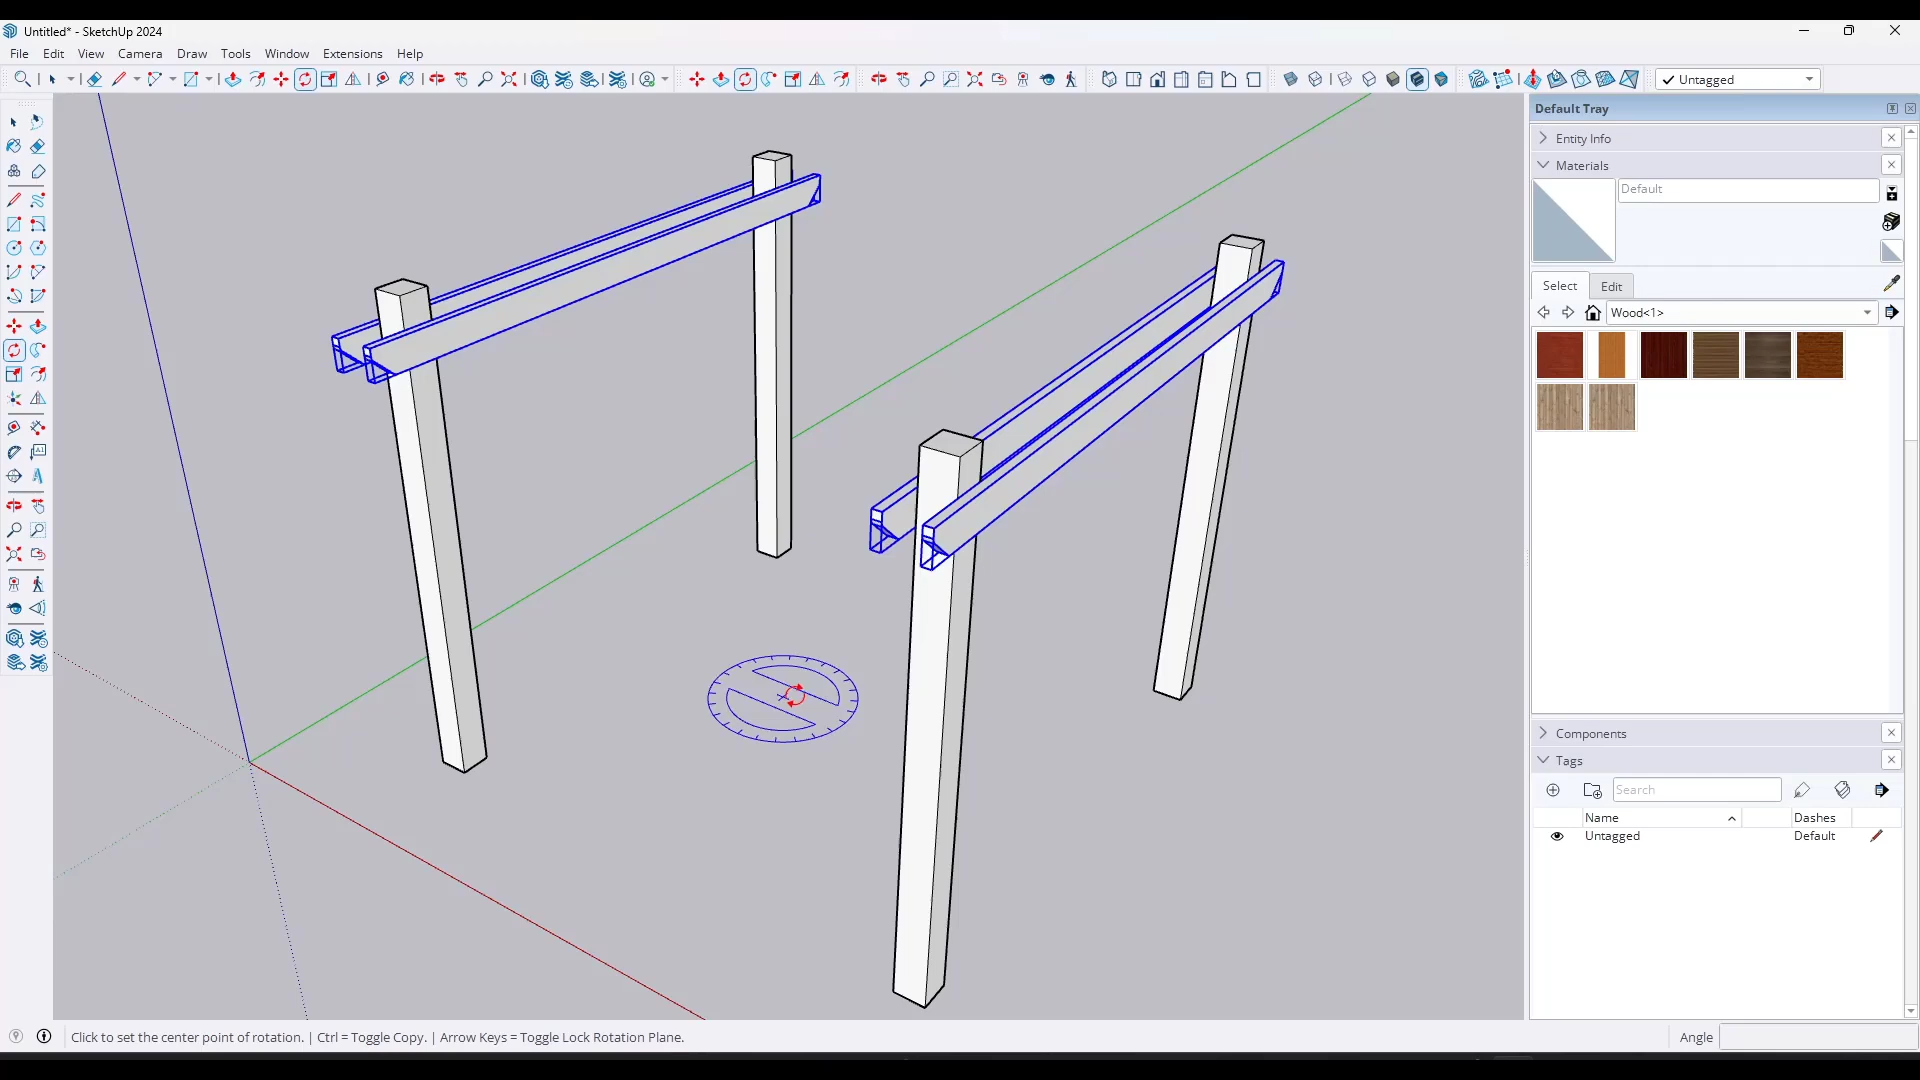 Untitled* - SketchUp 2024
File Edit View Camera Draw Tools Window Extensions Help
Untagged
Default Tray
Entity Info
Materials
Default
Select Edit
Wood<1>
Components
Tags
Search
Name Dashes
Untagged Default
Click to set the center point of rotation. | Ctrl = Toggle Copy. | Arrow Keys = Toggle Lock Rotation Plane.
Angle